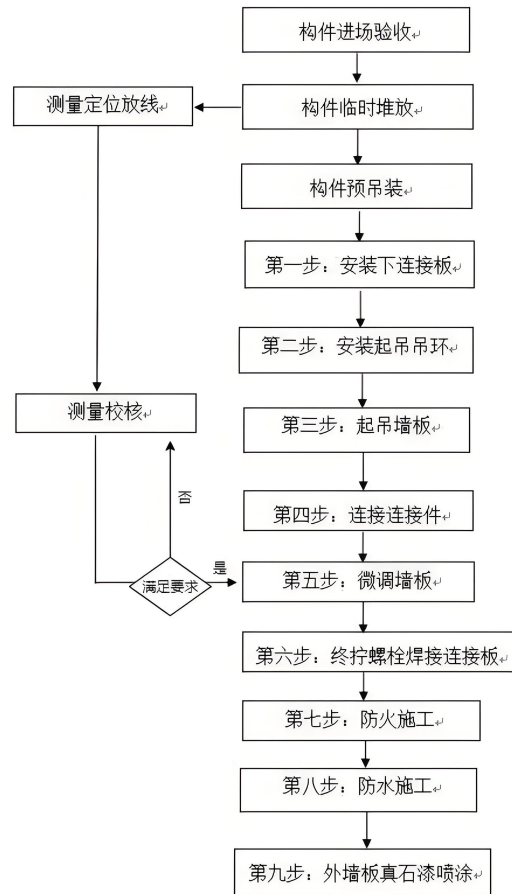 构件进场验收
测量定位放线
构件临时堆放
构件预吊装
第一步：安装下连接板
第二步：安装起吊吊环
测量校核
第三步：起吊墙板
否
第四步：连接连接件
满足要求
是
第五步：微调墙板
第六步：终拧螺栓焊接连接板
第七步：防火施工
第八步：防水施工
第九步：外墙板真石漆喷涂